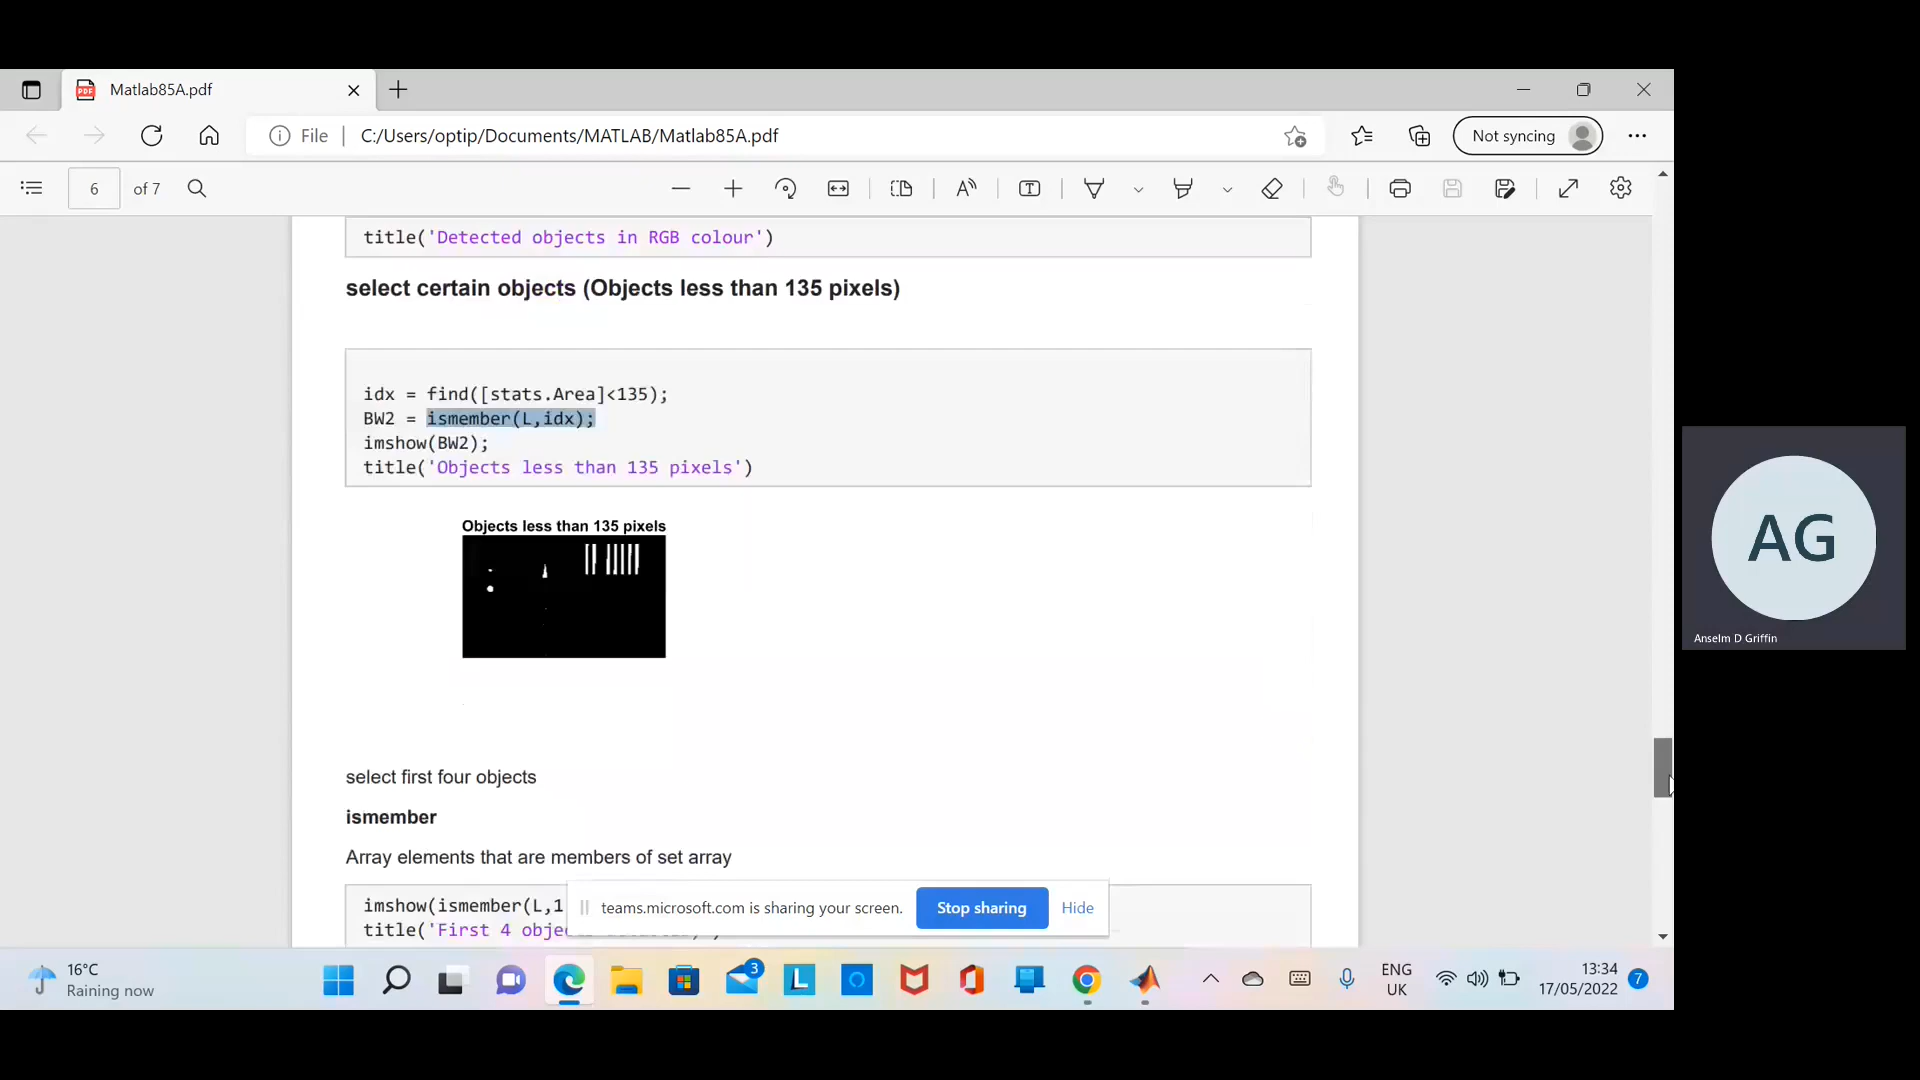 Matlab85A.pdf
File
C:/Users/optip/Documents/MATLAB/Matlab85A.pdf
Not syncing
6 of 7
title('Detected objects in RGB colour')
select certain objects (Objects less than 135 pixels)
idx = find([stats.Area]<135);
BW2 = ismember(L,idx);
imshow(BW2);
title('Objects less than 135 pixels')
Objects less than 135 pixels
AG
Anselm D Griffin
select first four objects
ismember
Array elements that are members of set array
imshow(ismember(L,1
title('First 4 obje
teams.microsoft.com is sharing your screen.
Stop sharing
Hide
16°C
Raining now
3
ENG
UK
13:34
17/05/2022
7